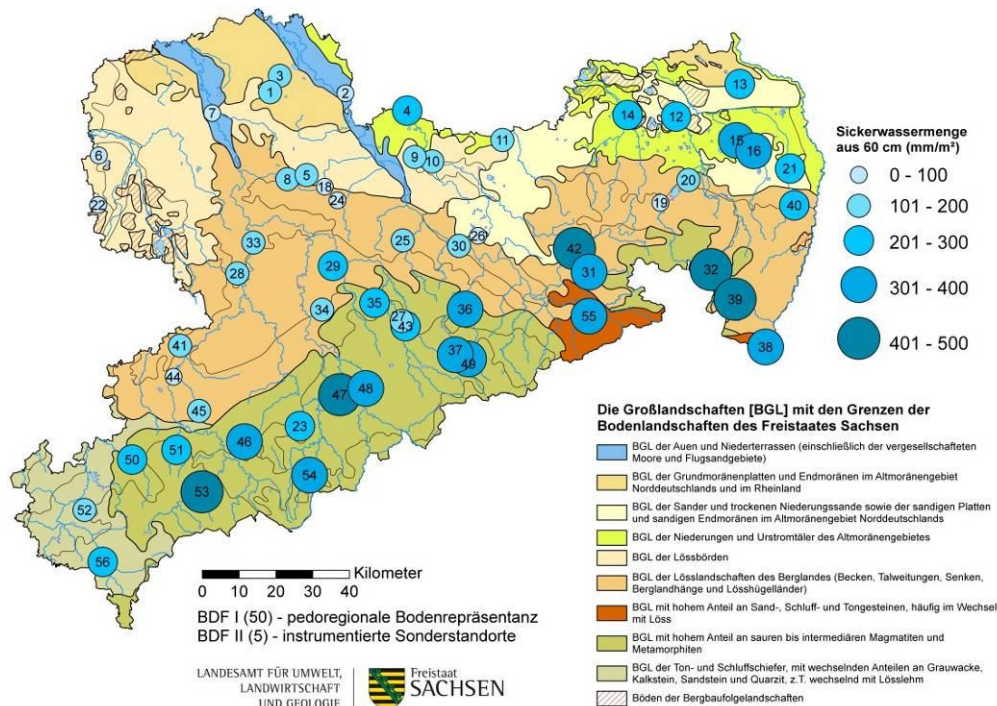 3
1
2
7
4
6
9
10
11
13
14
12
15
16
8
5
18
24
20
21
22
19
40
26
33
25
30
42
28
29
31
32
39
34
35
27
43
36
55
41
37
49
38
44
47
48
45
23
46
51
50
53
54
52
56
Sickerwassermenge
aus 60 cm (mm/m³)
0 - 100
101 - 200
201 - 300
301 - 400
401 - 500
Die Großlandschaften [BGL] mit den Grenzen der
Bodenlandschaften des Freistaates Sachsen
BGL der Auen und Niederterrassen (einschließlich der vergesellschafteten
Moore und Flugsandgebiete)
BGL der Grundmoränenplatten und Endmoränen im Altmoränengebiet
Norddeutschlands und im Rheinland
BGL der Sander und trockenen Niederungssande sowie der sandigen Platten
und sandigen Endmoränen im Altmoränengebiet Norddeutschlands
BGL der Niederungen und Urstromtäler des Altmoränengebietes
BGL der Lössbörden
BGL der Lösslandschaften des Berglandes (Becken, Talweitungen, Senken,
Berglandhänge und Lösshügelländer)
BGL mit hohem Anteil an Sand-, Schluff- und Tongesteinen, häufig im Wechsel
mit Löss
BGL mit hohem Anteil an sauren bis intermediären Magmatiten und
Metamorphiten
BGL der Ton- und Schluffschiefer, mit wechselnden Anteilen an Grauwacke,
Kalkstein, Sandstein und Quarzit, z.T. wechselnd mit Lösslehm
Böden der Bergbaufolgelandschaften
Kilometer
0 10 20 30 40
BDF I (50) - pedoregionale Bodenrepräsentanz
BDF II (5) - instrumentierte Sonderstandorte
LANDESAMT FÜR UMWELT,
LANDWIRTSCHAFT
UND GEOLOGIE
Freistaat
SACHSEN